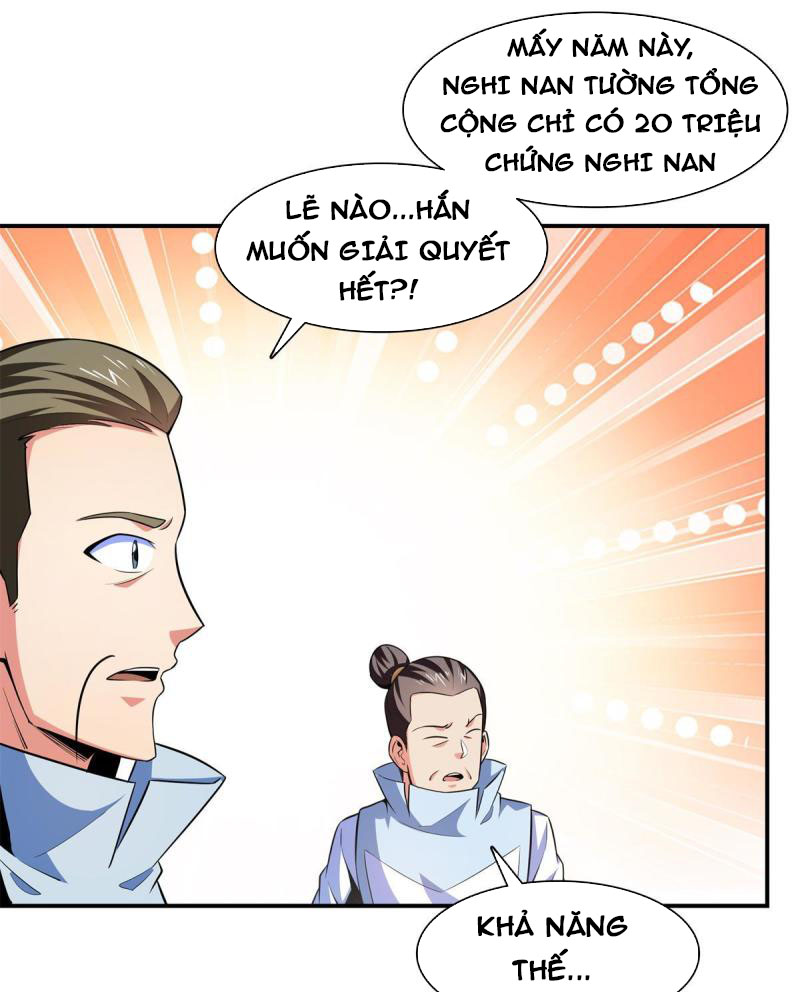 MẤY NĂM NÀY,
NGHI NAN TƯỜNG TỔNG
CỘNG CHỈ CÓ 20 TRIỆU
CHỨNG NGHI NAN
LẼ NÀO...HẮN
MUỐN GIẢI QUYẾT
HẾT?!
KHẢ NĂNG
THẾ...